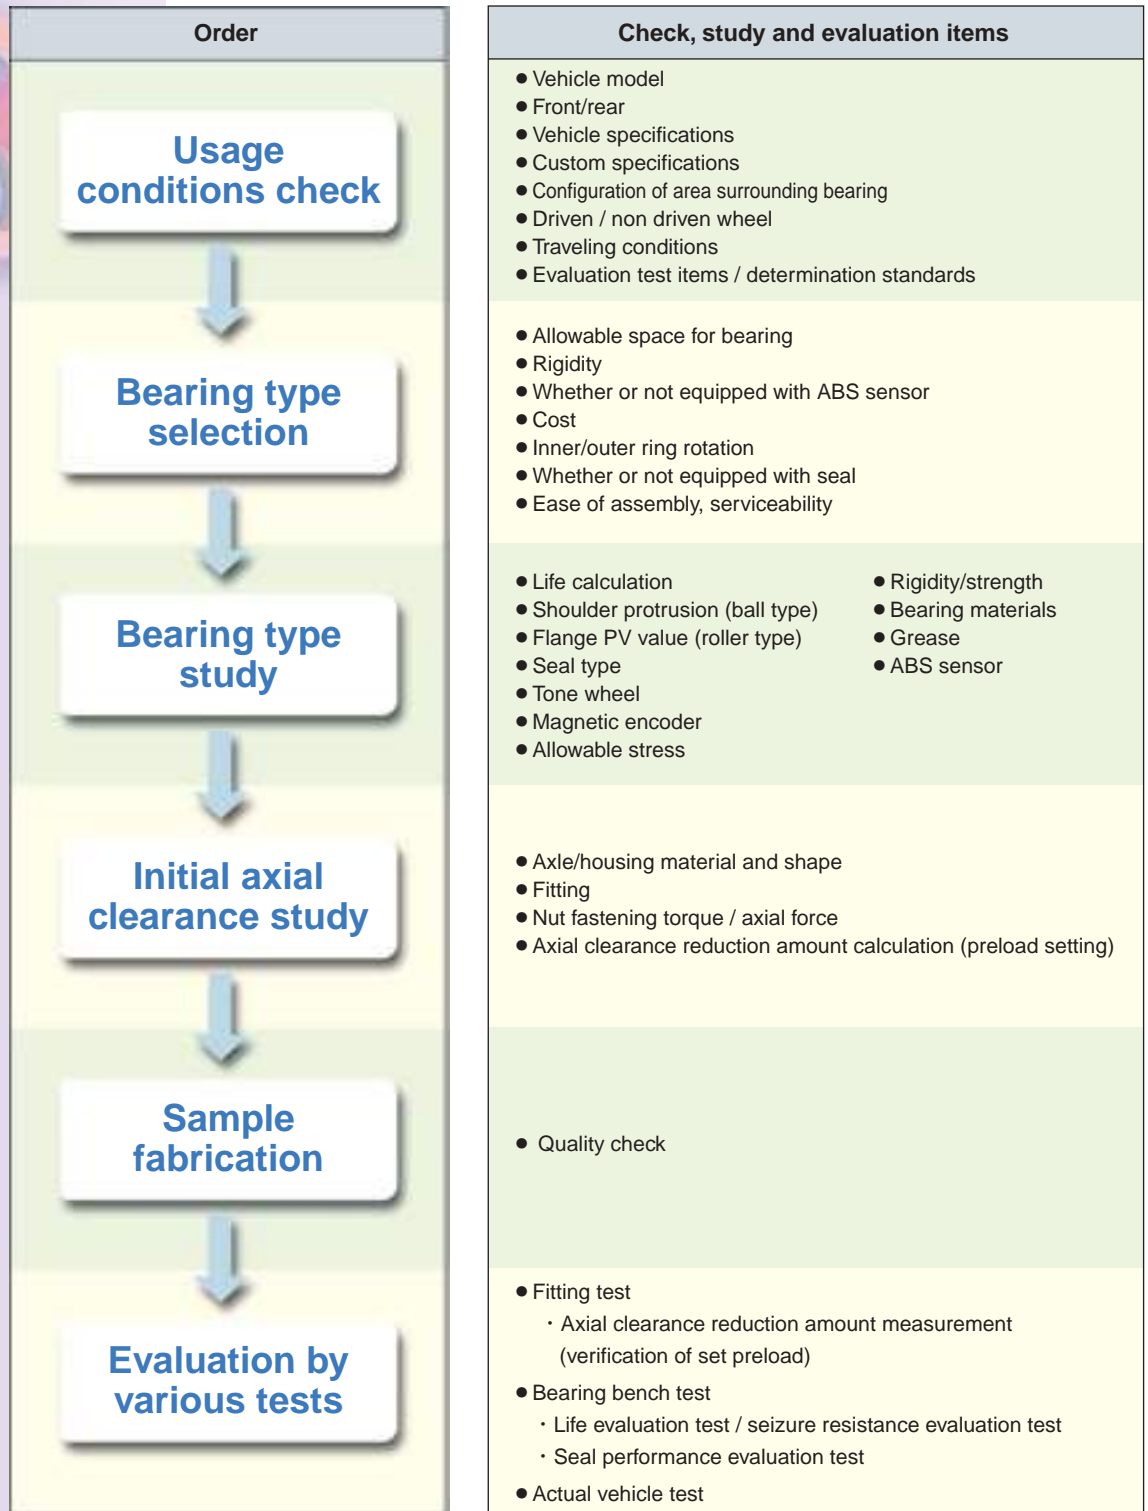 Order
Usage
conditions check
Bearing type
selection
Bearing type
study
Initial axial
clearance study
Sample
fabrication
Evaluation by
various tests
Check, study and evaluation items
● Vehicle model
● Front/rear
● Vehicle specifications
● Custom specifications
● Configuration of area surrounding bearing
● Driven / non driven wheel
● Traveling conditions
● Evaluation test items / determination standards
● Allowable space for bearing
● Rigidity
● Whether or not equipped with ABS sensor
● Cost
● Inner/outer ring rotation
● Whether or not equipped with seal
● Ease of assembly, serviceability
● Life calculation
● Shoulder protrusion (ball type)
● Flange PV value (roller type)
● Seal type
● Tone wheel
● Magnetic encoder
● Allowable stress
● Rigidity/strength
● Bearing materials
● Grease
● ABS sensor
● Axle/housing material and shape
● Fitting
● Nut fastening torque / axial force
● Axial clearance reduction amount calculation (preload setting)
● Quality check
● Fitting test
・Axial clearance reduction amount measurement
(verification of set preload)
● Bearing bench test
・Life evaluation test / seizure resistance evaluation test
・Seal performance evaluation test
● Actual vehicle test